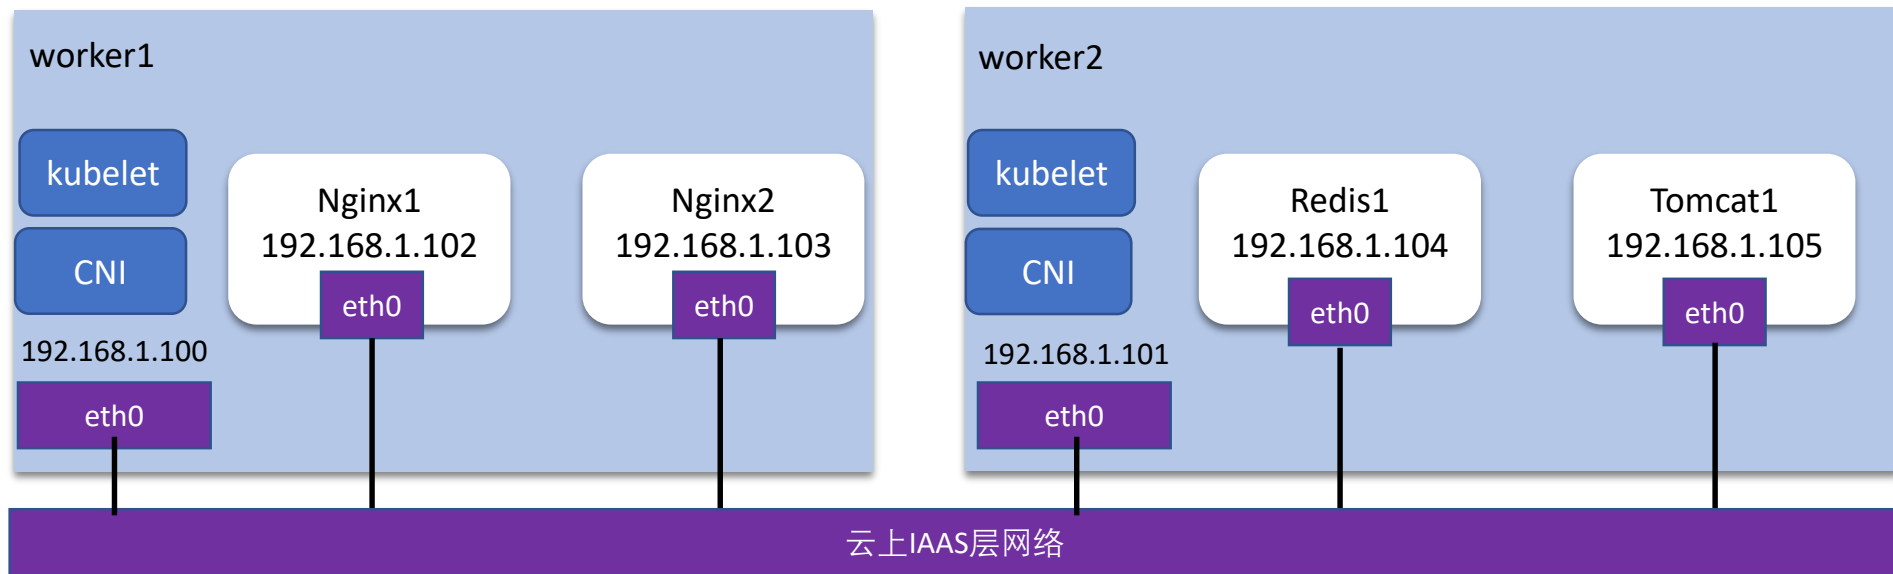 worker1
kubelet
CNI
192.168.1.100
eth0
Nginx1
192.168.1.102
eth0
Nginx2
192.168.1.103
eth0
worker2
kubelet
CNI
192.168.1.101
eth0
Redis1
192.168.1.104
eth0
Tomcat1
192.168.1.105
eth0
云上IAAS层网络